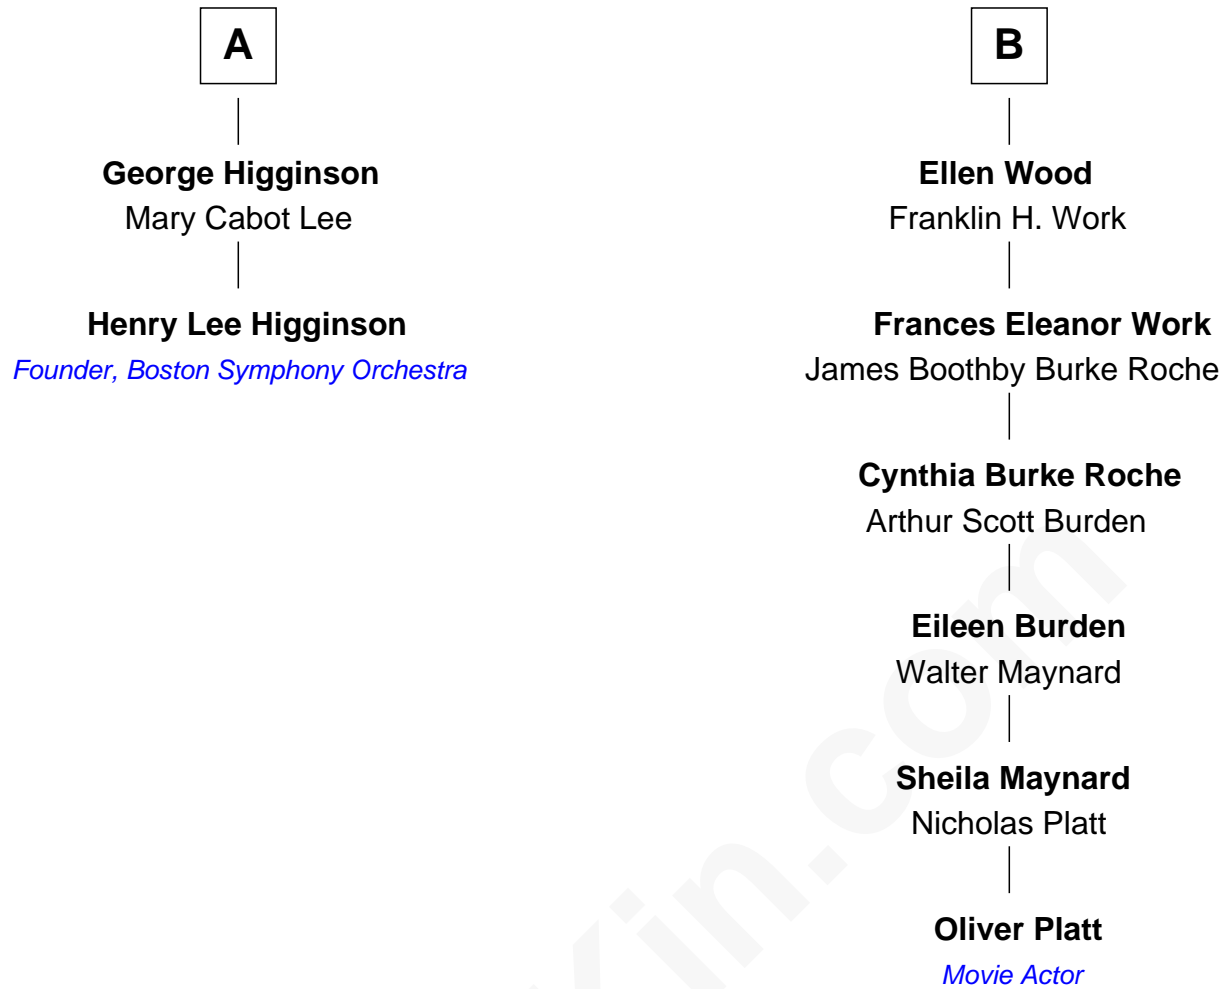 A
George Higginson
Mary Cabot Lee
Henry Lee Higginson
Founder, Boston Symphony Orchestra
B
Ellen Wood
Franklin H. Work
Frances Eleanor Work
James Boothby Burke Roche
Cynthia Burke Roche
Arthur Scott Burden
Eileen Burden
Walter Maynard
Sheila Maynard
Nicholas Platt
Oliver Platt
Movie Actor
Kin.com